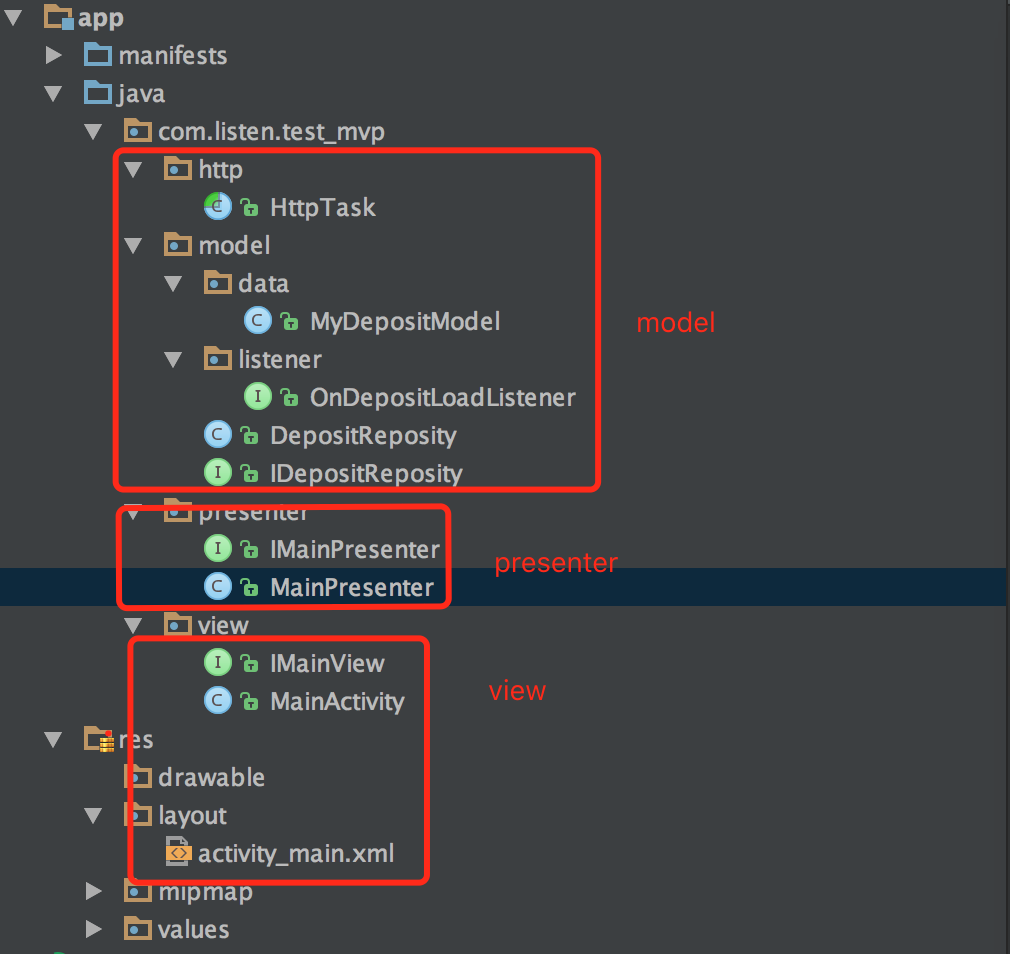 app
manifests
java
com.listen.test_mvp
http
HttpTask
model
data
MyDepositModel
model
listener
OnDepositLoadListener
DepositReposity
IDepositReposity
presenter
IMainPresenter
presenter
MainPresenter
view
IMainView
view
MainActivity
res
drawable
layout
activity_main.xml
mipmap
values